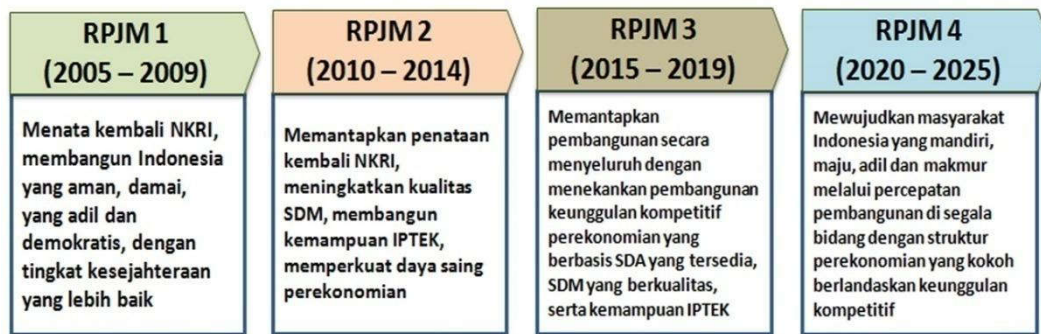 RPJM 1
(2005 – 2009)
Menata kembali NKRI,
membangun Indonesia
yang aman, damai,
yang adil dan
demokratis, dengan
tingkat kesejahteraan
yang lebih baik
RPJM 2
(2010 – 2014)
Memantapkan penataan
kembali NKRI,
meningkatkan kualitas
SDM, membangun
kemampuan IPTEK,
memperkuat daya saing
perekonomian
RPJM 3
(2015 – 2019)
Memantapkan
pembangunan secara
menyeluruh dengan
menekankan pembangunan
keunggulan kompetitif
perekonomian yang
berbasis SDA yang tersedia,
SDM yang berkualitas,
serta kemampuan IPTEK
RPJM 4
(2020 – 2025)
Mewujudkan masyarakat
Indonesia yang mandiri,
maju, adil dan makmur
melalui percepatan
pembangunan di segala
bidang dengan struktur
perekonomian yang kokoh
berlandaskan keunggulan
kompetitif